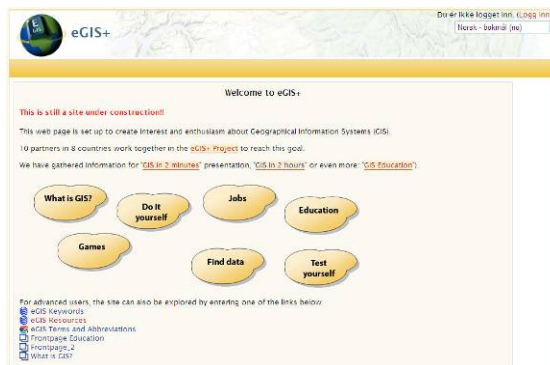 Du er ikke logget inn. (Logg inn
Norsk - bokmål (no)
eGIS+
Welcome to eGIS+
This is still a site under construction!!
This web page is set up to create interest and enthusiasm about Geographical Information Systems (GIS).
10 partners in 8 countries work together in the eGIS+ Project to reach this goal.
We have gathered information for "GIS in 2 minutes" presentation, "GIS in 2 hours" or even more: "GIS Education").
What is GIS?
Do It yourself
Jobs
Education
Games
Find data
Test yourself
For advanced users, the site can also be explored by entering one of the links below.
eGIS Keywords
eGIS Resources
eGIS Terms and Abbreviations
Frontpage Education
Frontpage_2
What is GIS?